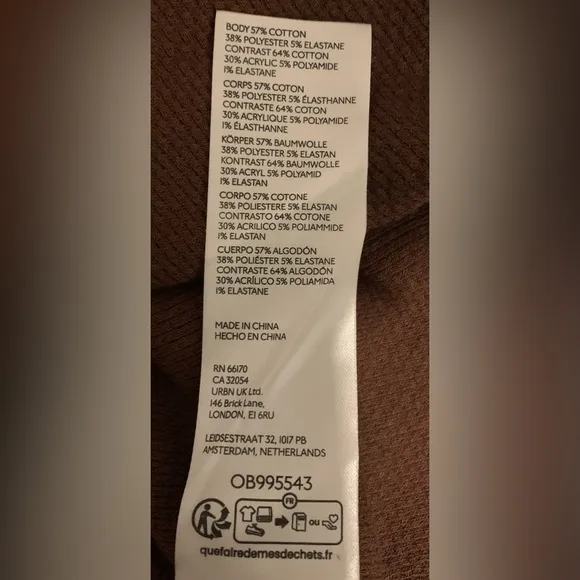 BODY 57% COTTON
38% POLYESTER 5% ELASTANE
CONTRAST 64% COTTON
30% ACRYLIC 5% POLYAMIDE
1% ELASTANE
CORPS 57% COTON
38% POLYESTER 5% ÉLASTHANNE
CONTRASTE 64% COTON
30% ACRYLIQUE 5% POLYAMIDE
1% ÉLASTHANNE
KÖRPER 57% BAUMWOLLE
38% POLYESTER 5% ELASTAN
KONTRAST 64% BAUMWOLLE
30% ACRYL 5% POLYAMID
1% ELASTAN
CORPO 57% COTONE
38% POLIESTERE 5% ELASTAN
CONTRASTO 64% COTONE
30% ACRILICO 5% POLIAMMIDE
1% ELASTAN
CUERPO 57% ALGODÓN
38% POLIÉSTER 5% ELASTANE
CONTRASTE 64% ALGODÓN
30% ACRÍLICO 5% POLIAMIDA
1% ELASTANE
MADE IN CHINA
HECHO EN CHINA
RN 66170
CA 32054
URBN UK Ltd.
146 Brick Lane,
LONDON, E1 6RU
LEIDSESTRAAT 32, 1017 PB
AMSTERDAM, NETHERLANDS
OB995543
FR
ou
quefairedemesdechets.fr